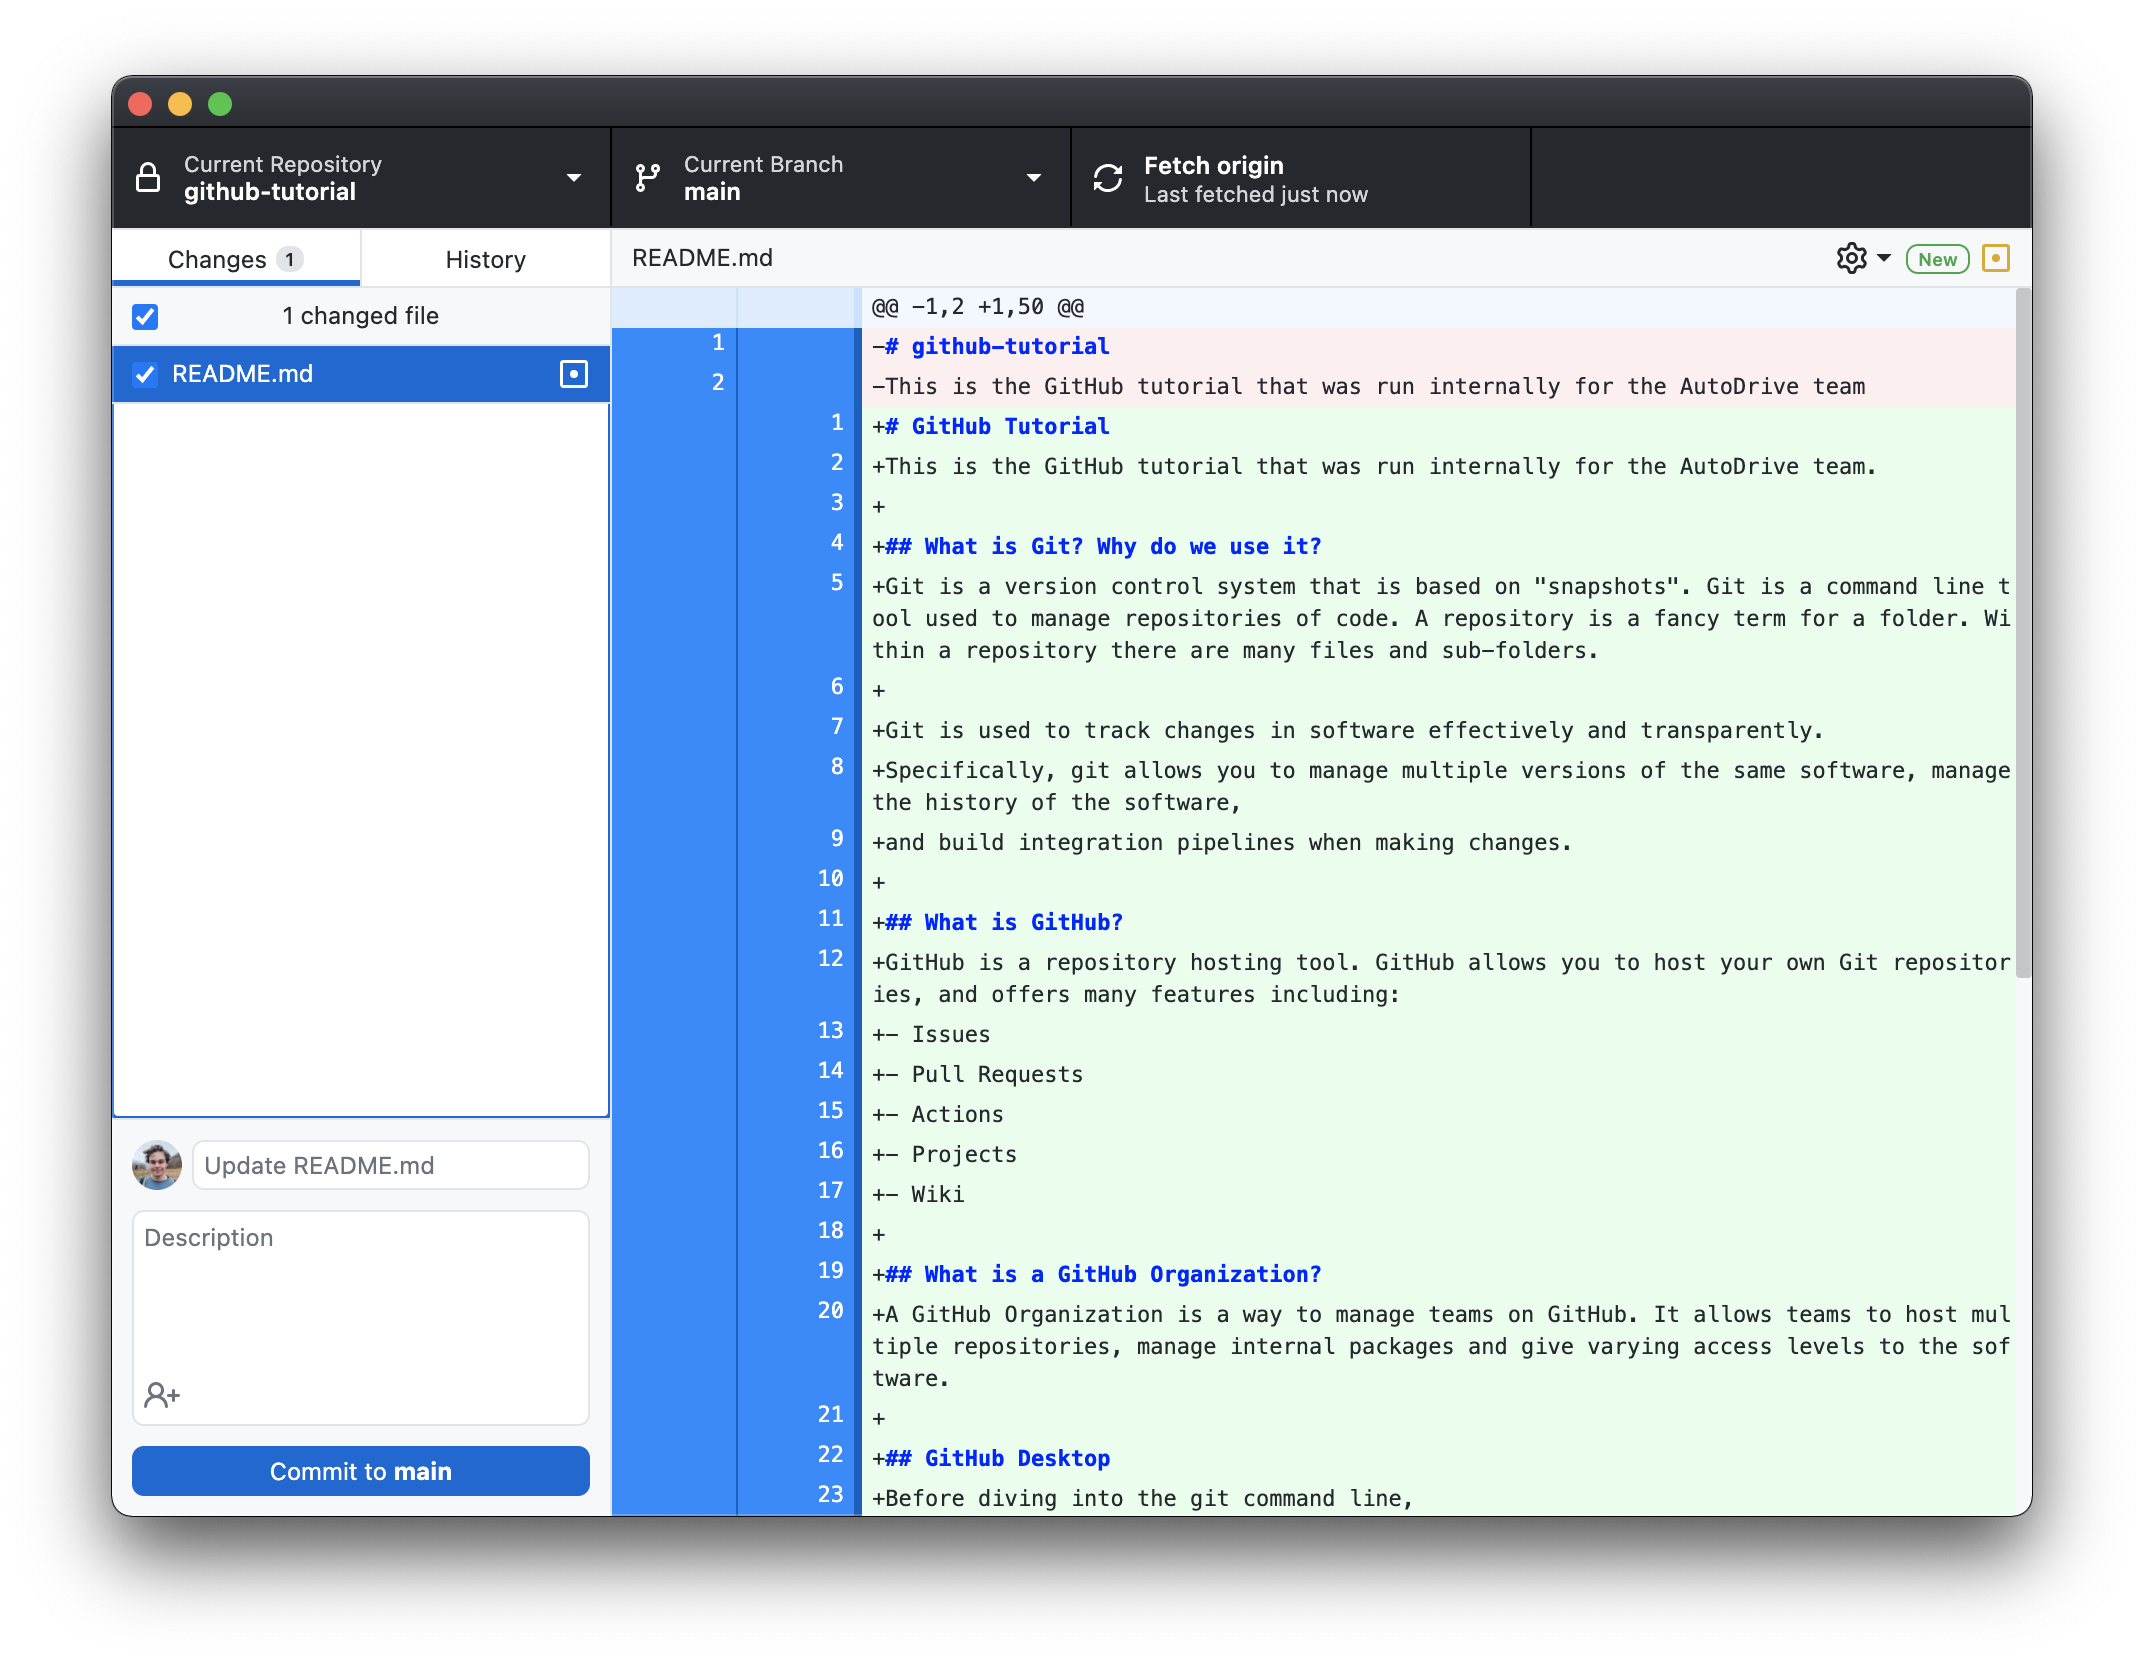 Current Repository
github-tutorial
Current Branch
main
Fetch origin
Last fetched just now
Changes 1
History
README.md
New
1 changed file
README.md
@@ -1,2 +1,50 @@
1 -# github-tutorial
2 -This is the GitHub tutorial that was run internally for the AutoDrive team
1 +# GitHub Tutorial
2 +This is the GitHub tutorial that was run internally for the AutoDrive team.
3 +
4 +## What is Git? Why do we use it?
5 +Git is a version control system that is based on "snapshots". Git is a command line t
ool used to manage repositories of code. A repository is a fancy term for a folder. Wi
thin a repository there are many files and sub-folders.
6 +
7 +Git is used to track changes in software effectively and transparently.
8 +Specifically, git allows you to manage multiple versions of the same software, manage
the history of the software,
9 +and build integration pipelines when making changes.
10 +
11 +## What is GitHub?
12 +GitHub is a repository hosting tool. GitHub allows you to host your own Git repositor
ies, and offers many features including:
13 +- Issues
14 +- Pull Requests
15 +- Actions
16 +- Projects
17 +- Wiki
18 +
19 +## What is a GitHub Organization?
20 +A GitHub Organization is a way to manage teams on GitHub. It allows teams to host mul
tiple repositories, manage internal packages and give varying access levels to the sof
tware.
21 +
22 +## GitHub Desktop
23 +Before diving into the git command line,
Update README.md
Description
Commit to main